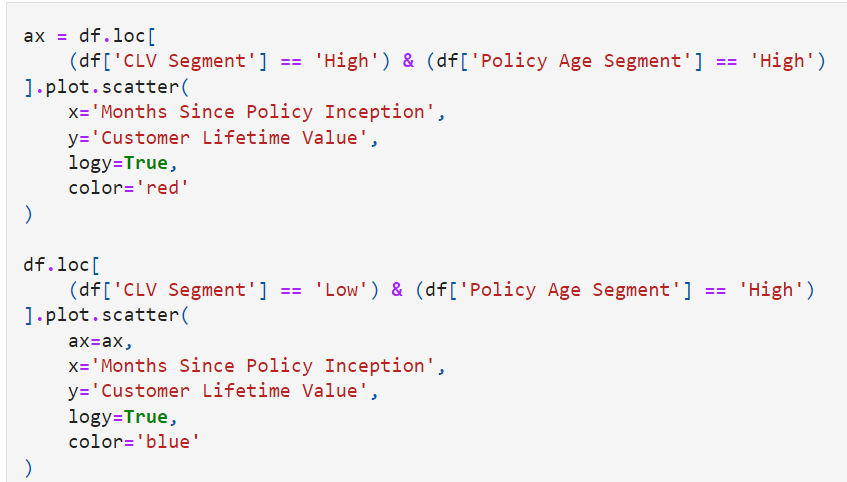 ax = df.loc[
    (df['CLV Segment'] == 'High') & (df['Policy Age Segment'] == 'High')
].plot.scatter(
    x='Months Since Policy Inception',
    y='Customer Lifetime Value',
    logy=True,
    color='red'
)

df.loc[
    (df['CLV Segment'] == 'Low') & (df['Policy Age Segment'] == 'High')
].plot.scatter(
    ax=ax,
    x='Months Since Policy Inception',
    y='Customer Lifetime Value',
    logy=True,
    color='blue'
)